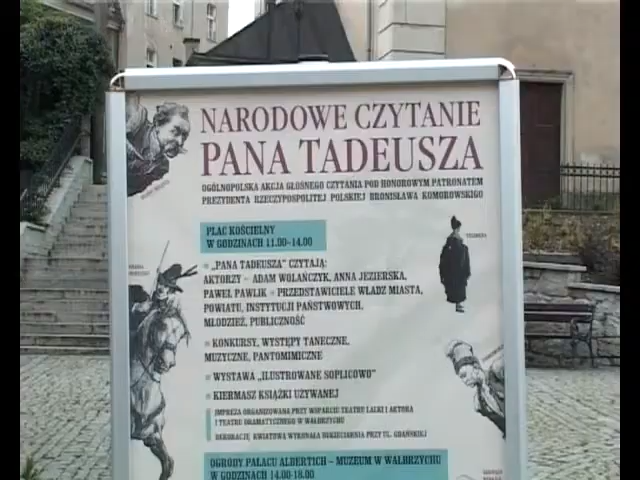 NARODOWE CZYTANIE
PANA TADEUSZA
OGÓLNOPOLSKA AKCJA GŁOŚNEGO CZYTANIA POD HONOROWYM PATRONATEM
PREZYDENTA RZECZYPOSPOLITEJ POLSKIEJ BRONISŁAWA KOMOROWSKIEGO
PLAC KOŚCIELNY
W GODZINACH 11.00-14.00
„PANA TADEUSZA" CZYTAJĄ:
AKTORZY - ADAM WOLAŃCZYK, ANNA JEZIERSKA,
PAWEŁ PAWLIK + PRZEDSTAWICIELE WŁADZ MIASTA,
POWIATU, INSTYTUCJI PAŃSTWOWYCH,
MŁODZIEŻ, PUBLICZNOŚĆ
KONKURSY, WYSTĘPY TANECZNE,
MUZYCZNE, PANTOMIMICZNE
WYSTAWA „ILUSTROWANE SOPLICOWO"
KIERMASZ KSIĄŻKI UŻYWANEJ
IMPREZA ORGANIZOWANA PRZY WSPARCIU TEATRU LALKI I AKTORA
I TEATRU DRAMATYCZNEGO W WAŁBRZYCHU
DEKORACJĘ KWIATOWĄ WYKONAŁA KWIACIARNIA PRZY UL. GDAŃSKIEJ
OGRODY PAŁACU ALBERTICH - MUZEUM W WAŁBRZYCHU
W GODZINACH 14.00-18.00